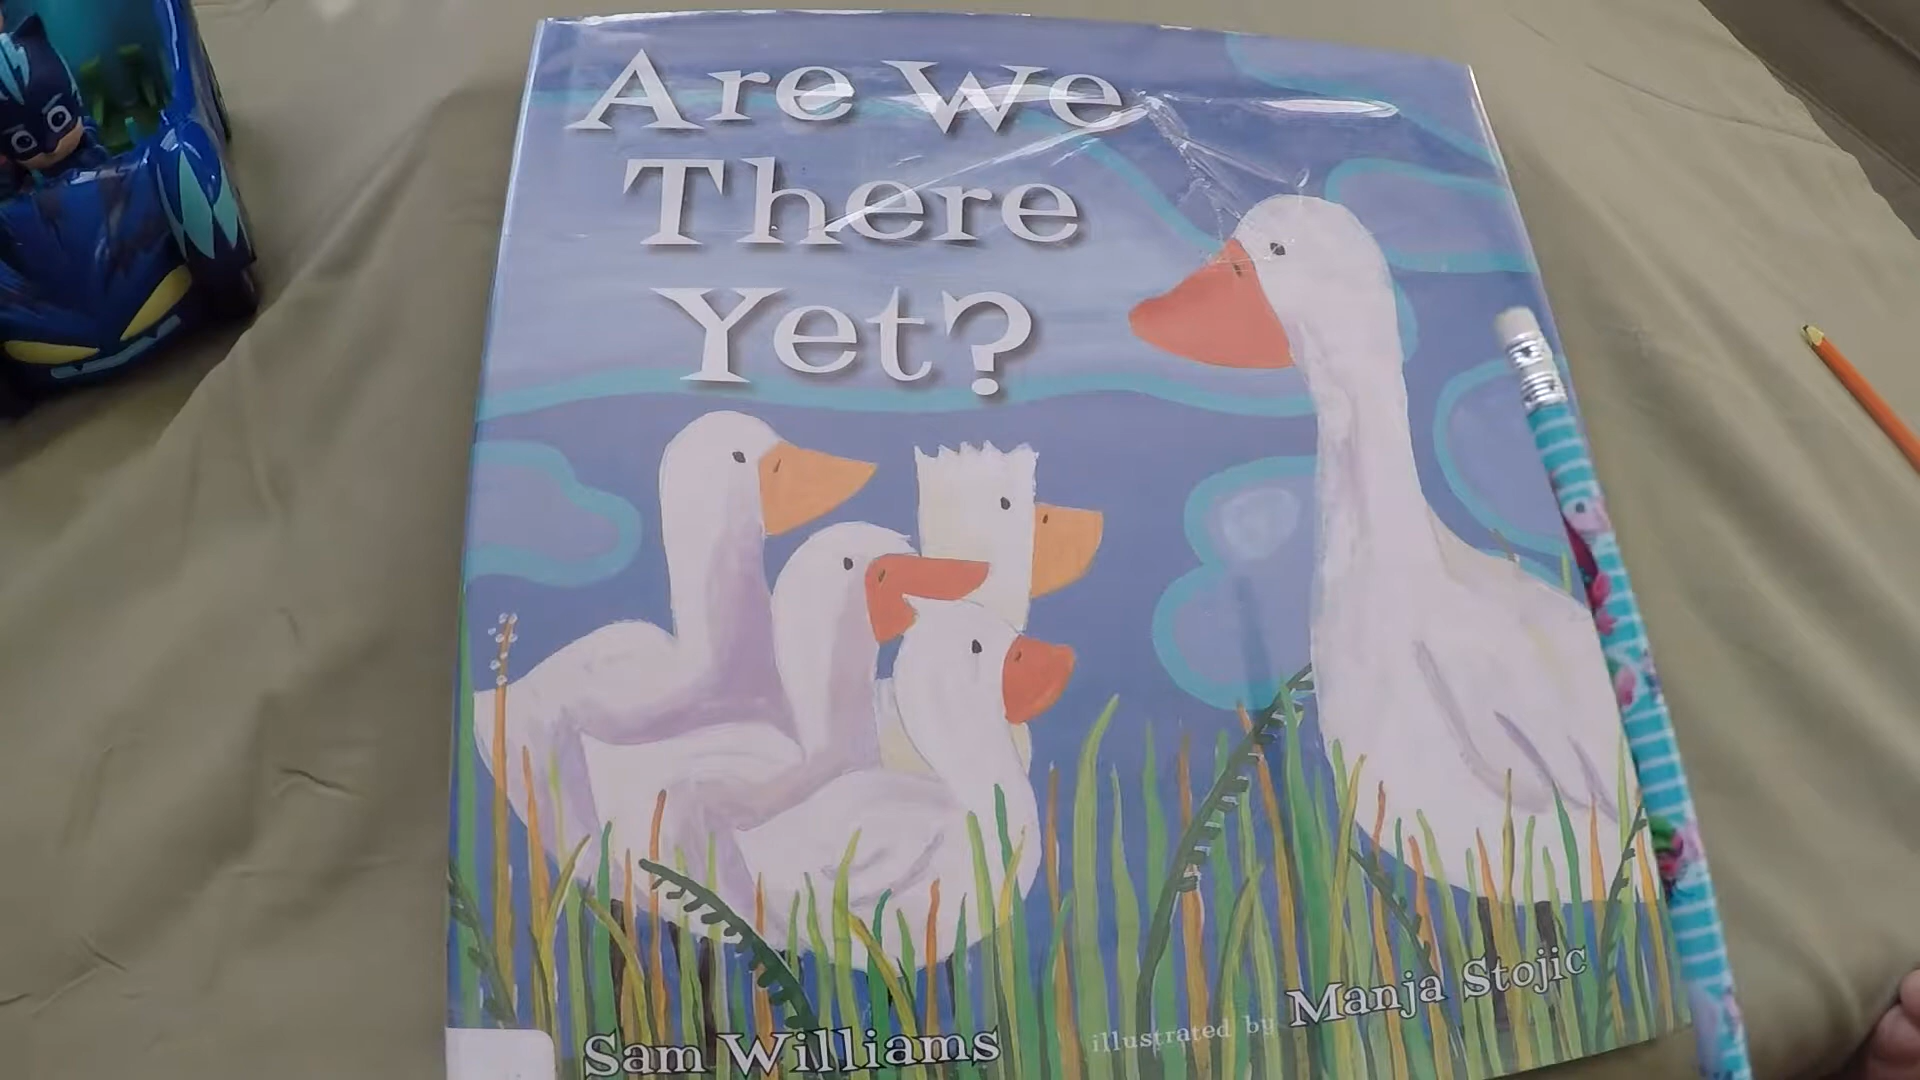 Are We
There
Yet?
Sam Williams
illustrated by Manja Stojic